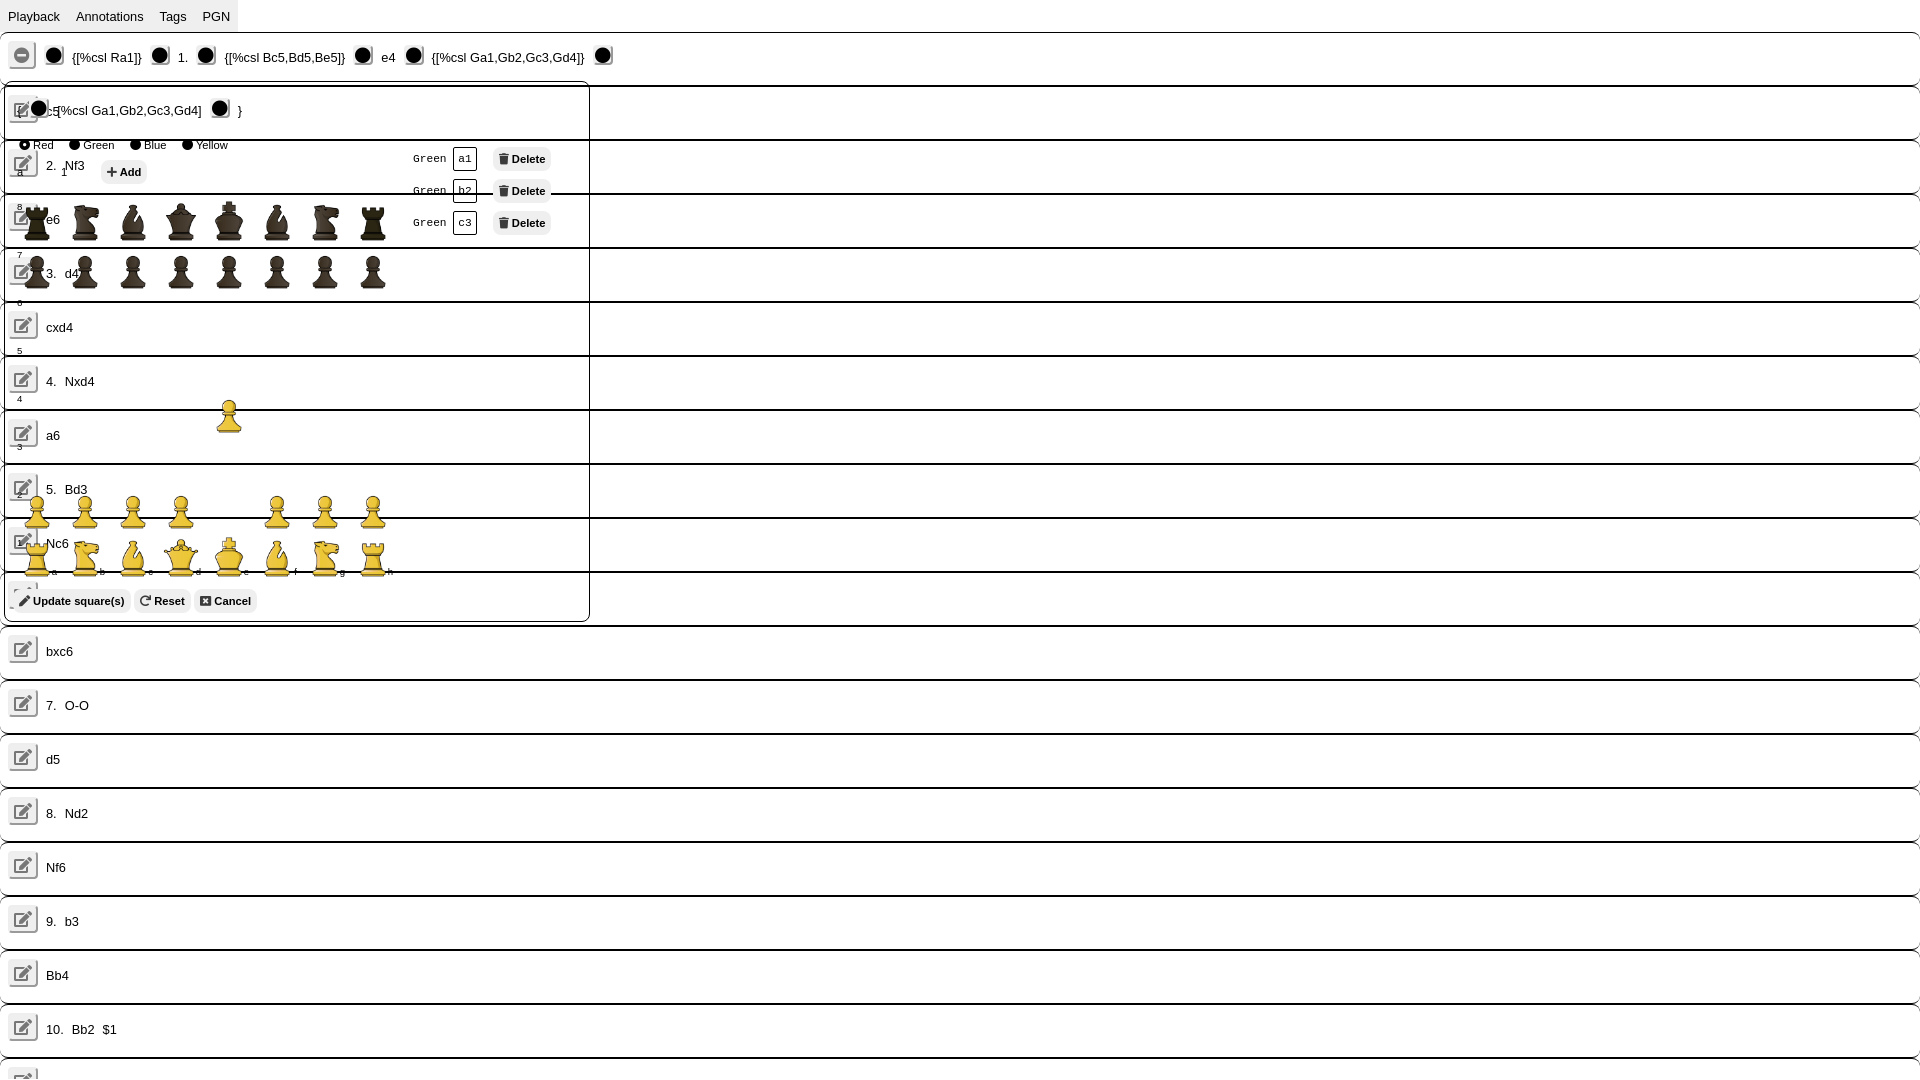 Playback Annotations Tags PGN
{[%csl Ra1]} 1. {[%csl Bc5,Bd5,Be5]} e4 {[%csl Ga1,Gb2,Gc3,Gd4]}
c5
{ [%csl Ga1,Gb2,Gc3,Gd4] }
Red Green Blue Yellow
Green a1 Delete
2. Nf3
a 1 Add
Green b2 Delete
8
e6
Green c3 Delete
7
3. d4
6
cxd4
5
4. Nxd4
4
a6
3
5. Bd3
2
1 Nc6
a b c d e f g h
Update square(s) Reset Cancel
bxc6
7. O-O
d5
8. Nd2
Nf6
9. b3
Bb4
10. Bb2 $1